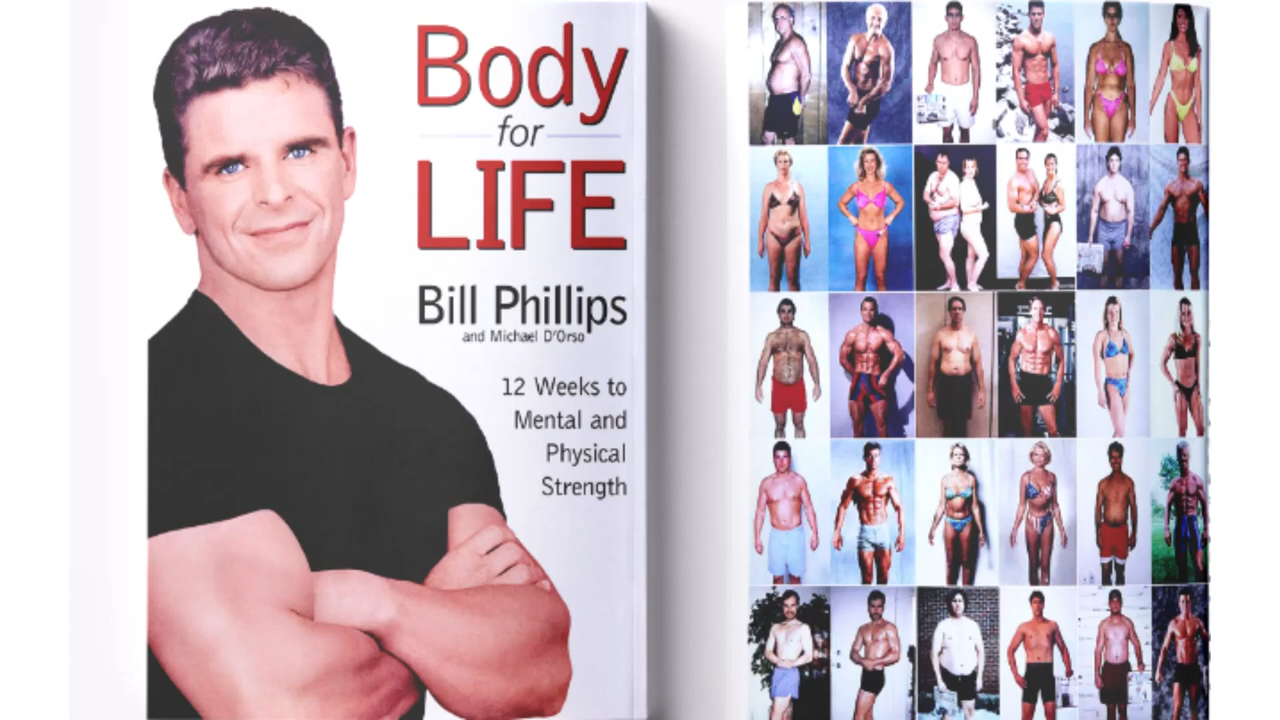 Body
for
LIFE
Bill Phillips
and Michael D'Orso
12 Weeks to
Mental and
Physical
Strength